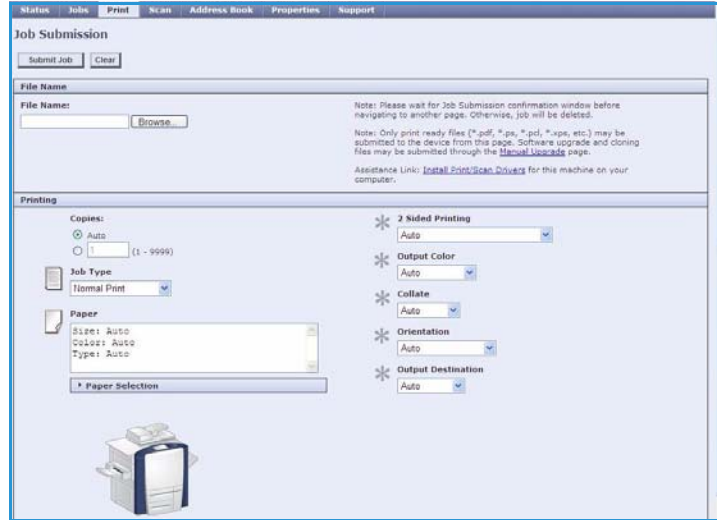 Status Jobs Print Scan Address Book Properties Support
Job Submission
Submit Job Clear
File Name
File Name:
Browse...
Note: Please wait for Job Submission confirmation window before
navigating to another page. Otherwise, job will be deleted.
Note: Only print ready files (*.pdf, *.ps, *.pcl, *.xps, etc.) may be
submitted to the device from this page. Software upgrade and cloning
files may be submitted through the Manual Upgrade page.
Assistance Link: Install Print/Scan Drivers for this machine on your
computer.
Printing
Copies:
Auto
1 (1 - 9999)
Job Type
Normal Print
Paper
Size: Auto
Color: Auto
Type: Auto
Paper Selection
2 Sided Printing
Auto
Output Color
Auto
Collate
Auto
Orientation
Auto
Output Destination
Auto